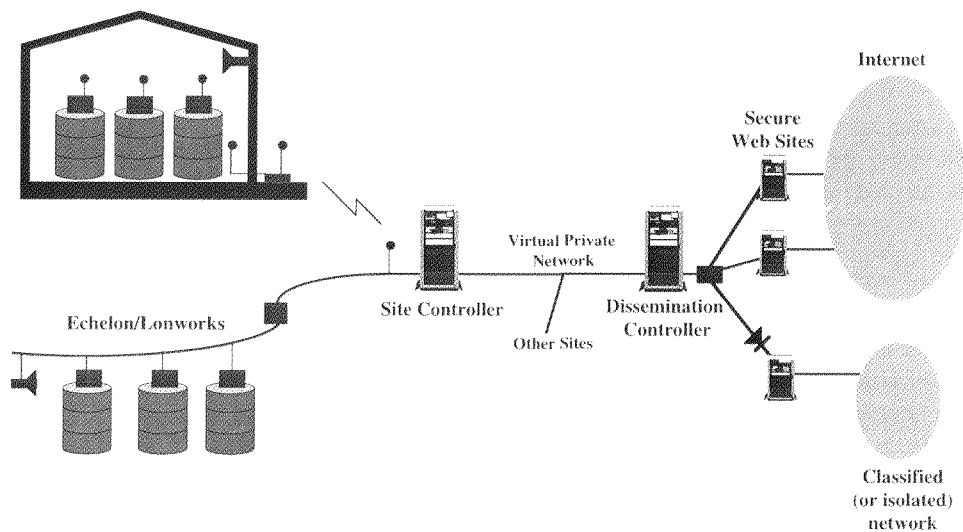 Internet
Secure
Web Sites
Virtual Private
Network
Site Controller
Dissemination
Controller
Echelon/Lonworks
Other Sites
Classified
(or isolated)
network